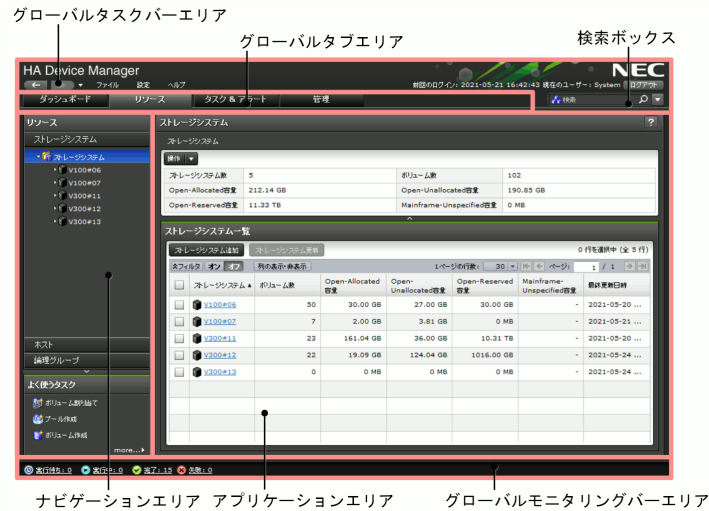 グローバルタスクバーエリア
グローバルタブエリア
検索ボックス
HA Device Manager
NEC
ファイル 設定 ヘルプ
前回のログイン: 2021-05-21 16:42:43 現在のユーザー: System ログアウト
ダッシュボード リソース タスク & アラート 管理
検索
リソース
ストレージシステム
ストレージシステム
V100#06
V100#07
V300#11
V300#12
V300#13
ホスト
論理グループ
よく使うタスク
ボリューム割り当て
プール作成
ボリューム作成
more...
ストレージシステム ?
ストレージシステム
操作
ストレージシステム数 5 ボリューム数 102
Open-Allocated容量 212.14 GB Open-Unallocated容量 190.85 GB
Open-Reserved容量 11.33 TB Mainframe-Unspecified容量 0 MB
ストレージシステム一覧
ストレージシステム追加 ストレージシステム更新 0 行を選択中 (全 5 行)
フィルタ オン オフ 列の表示・非表示 1ページの行数: 30 ページ: 1 / 1
ストレージシステム ボリューム数 Open-Allocated容量 Open-Unallocated容量 Open-Reserved容量 Mainframe-Unspecified容量 最終更新日時
V100#06 50 30.00 GB 27.00 GB 30.00 GB - 2021-05-20 ...
V100#07 7 2.00 GB 3.81 GB 0 MB - 2021-05-21 ...
V300#11 23 161.04 GB 36.00 GB 10.31 TB - 2021-05-20 ...
V300#12 22 19.09 GB 124.04 GB 1016.00 GB - 2021-05-24 ...
V300#13 0 0 MB 0 MB 0 MB - 2021-05-24 ...
実行待ち: 0 実行中: 0 完了: 15 失敗: 0
ナビゲーションエリア アプリケーションエリア グローバルモニタリングバーエリア